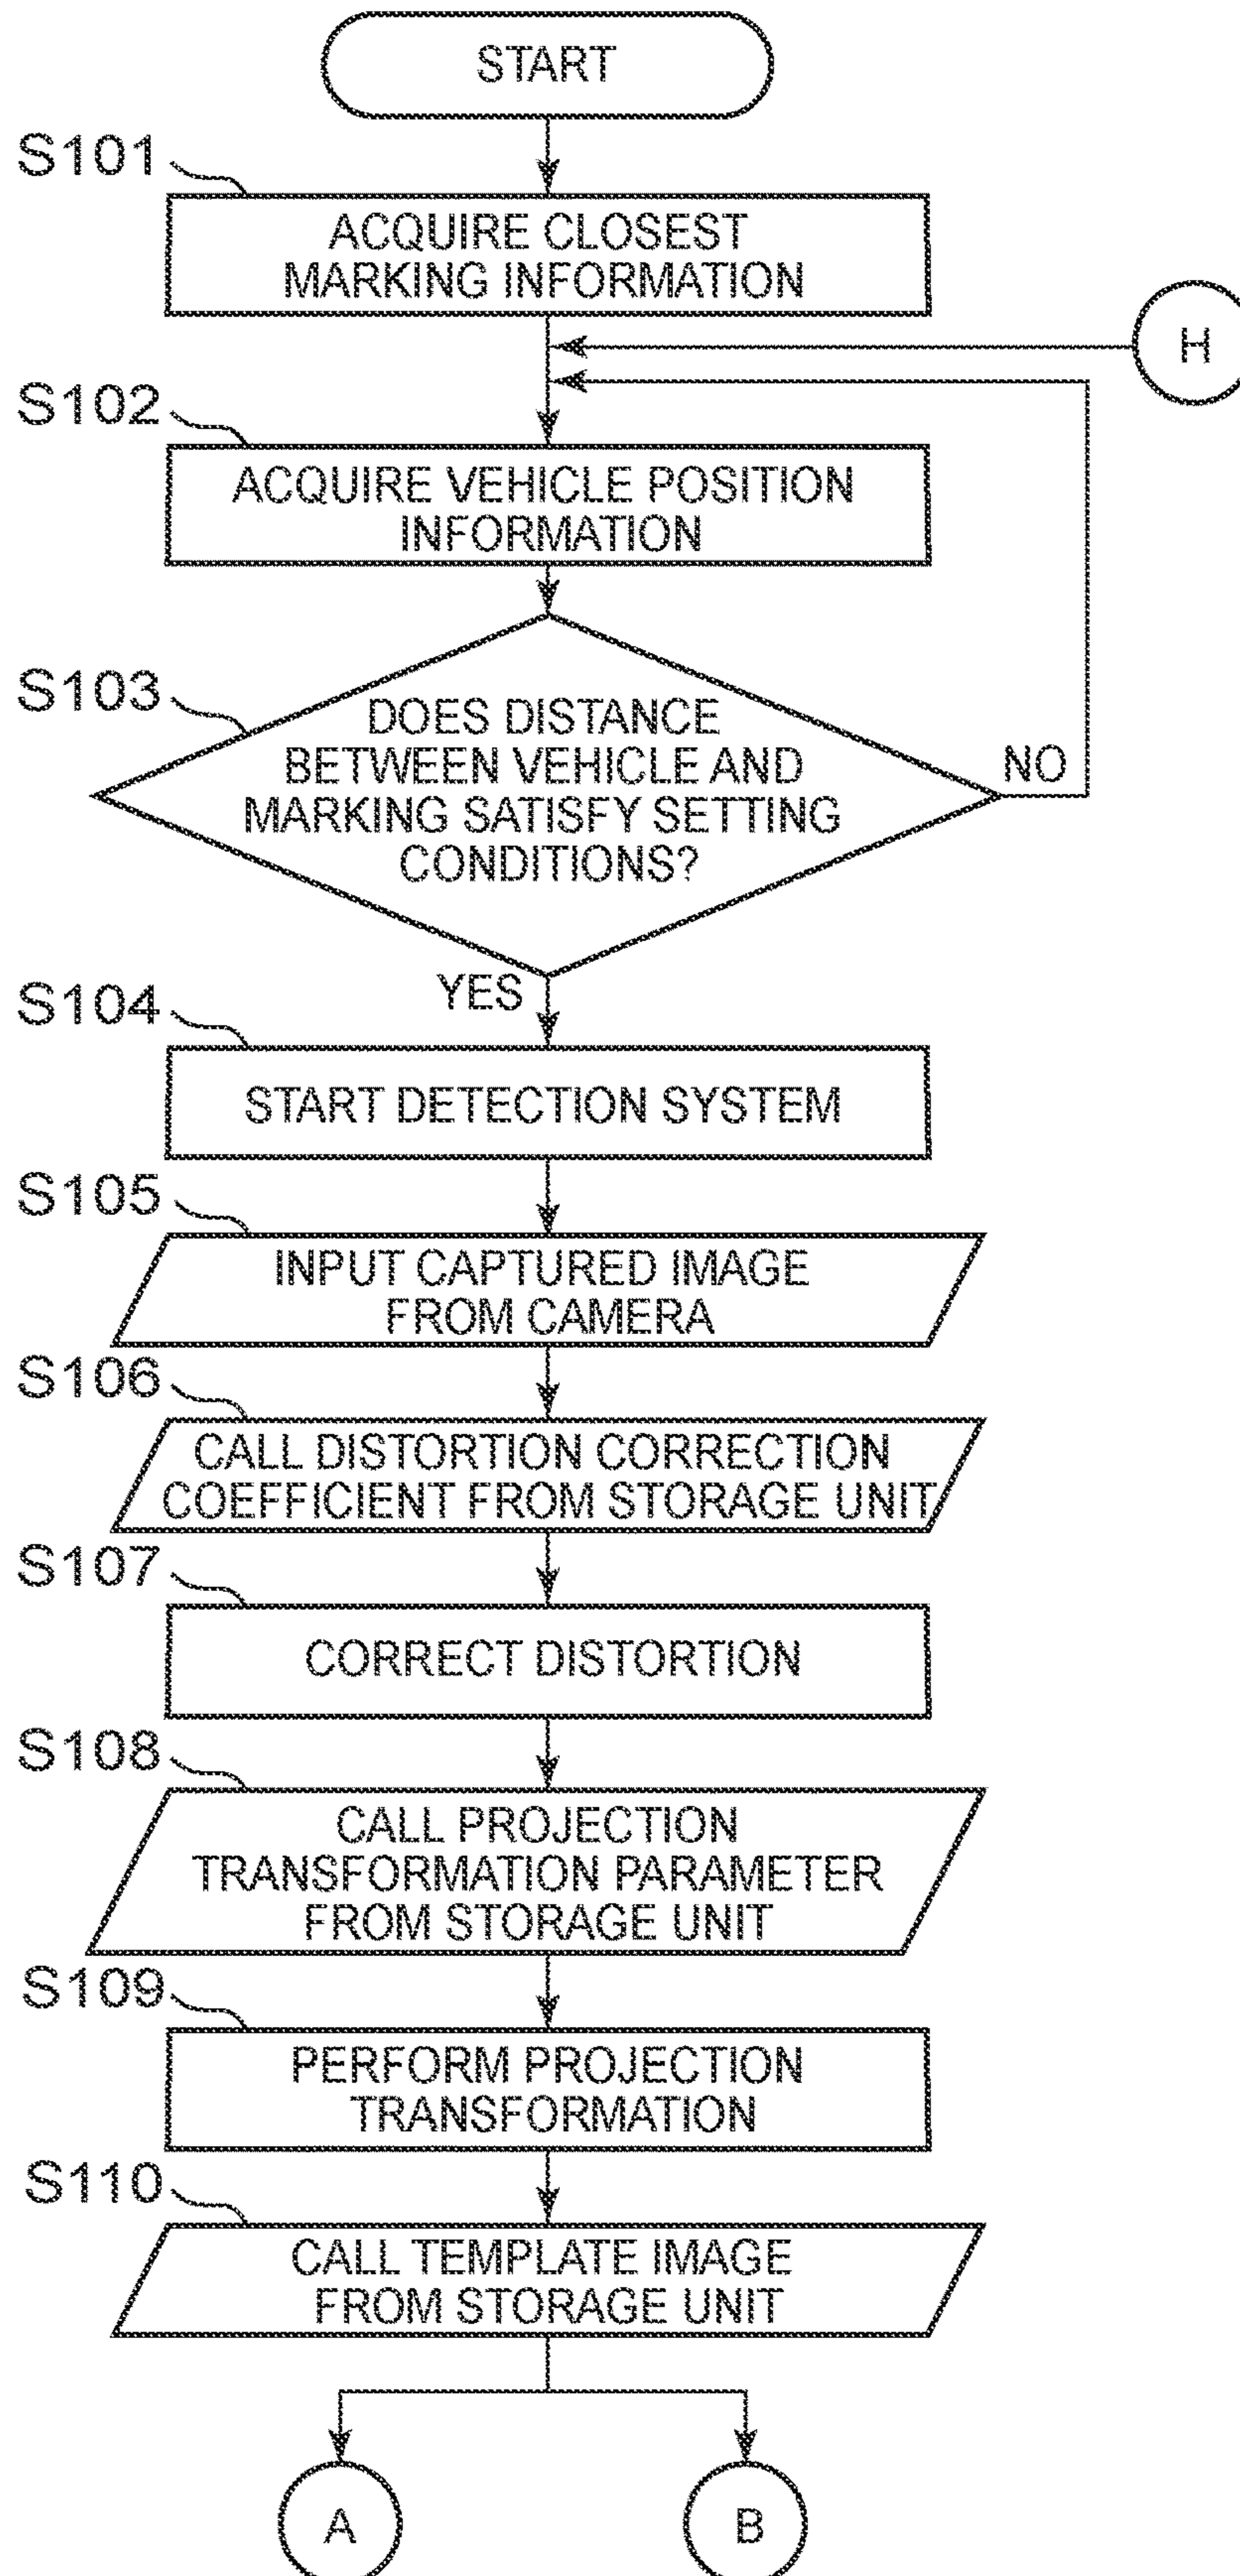 START
S101
ACQUIRE CLOSEST
MARKING INFORMATION
H
S102
ACQUIRE VEHICLE POSITION
INFORMATION
S103
DOES DISTANCE
BETWEEN VEHICLE AND
MARKING SATISFY SETTING
CONDITIONS?
NO
YES
S104
START DETECTION SYSTEM
S105
INPUT CAPTURED IMAGE
FROM CAMERA
S106
CALL DISTORTION CORRECTION
COEFFICIENT FROM STORAGE UNIT
S107
CORRECT DISTORTION
S108
CALL PROJECTION
TRANSFORMATION PARAMETER
FROM STORAGE UNIT
S109
PERFORM PROJECTION
TRANSFORMATION
S110
CALL TEMPLATE IMAGE
FROM STORAGE UNIT
A
B